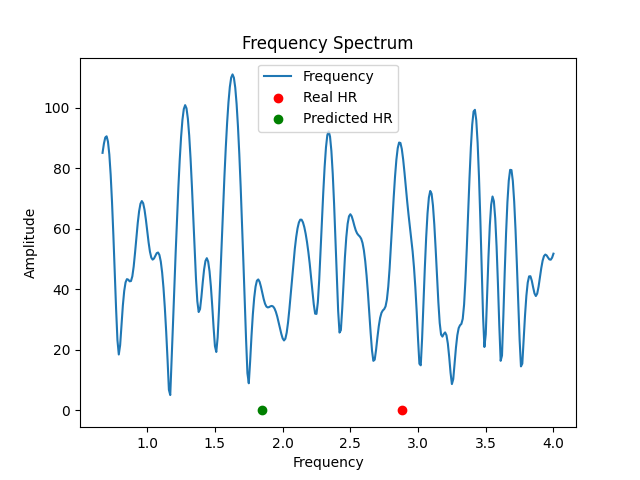 Frequency Spectrum
Frequency
Real HR
Predicted HR
Amplitude
100
80
60
40
20
0
1.0 1.5 2.0 2.5 3.0 3.5 4.0
Frequency